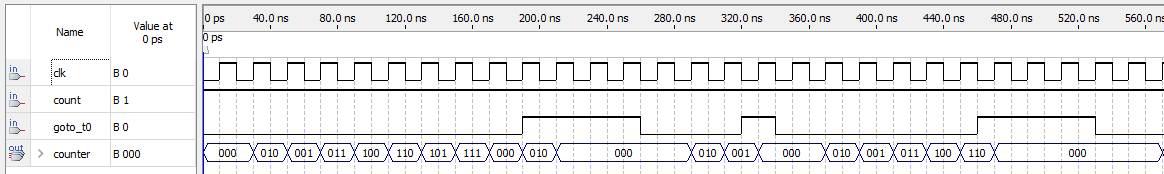 Name Value at 0 ps
0 ps 40.0 ns 80.0 ns 120.0 ns 160.0 ns 200.0 ns 240.0 ns 280.0 ns 320.0 ns 360.0 ns 400.0 ns 440.0 ns 480.0 ns 520.0 ns 560.0
0 ps
in clk B 0
in count B 1
in goto_t0 B 0
out > counter B 000 000 010 001 011 100 110 101 111 000 010 000 010 001 000 010 001 011 100 110 000